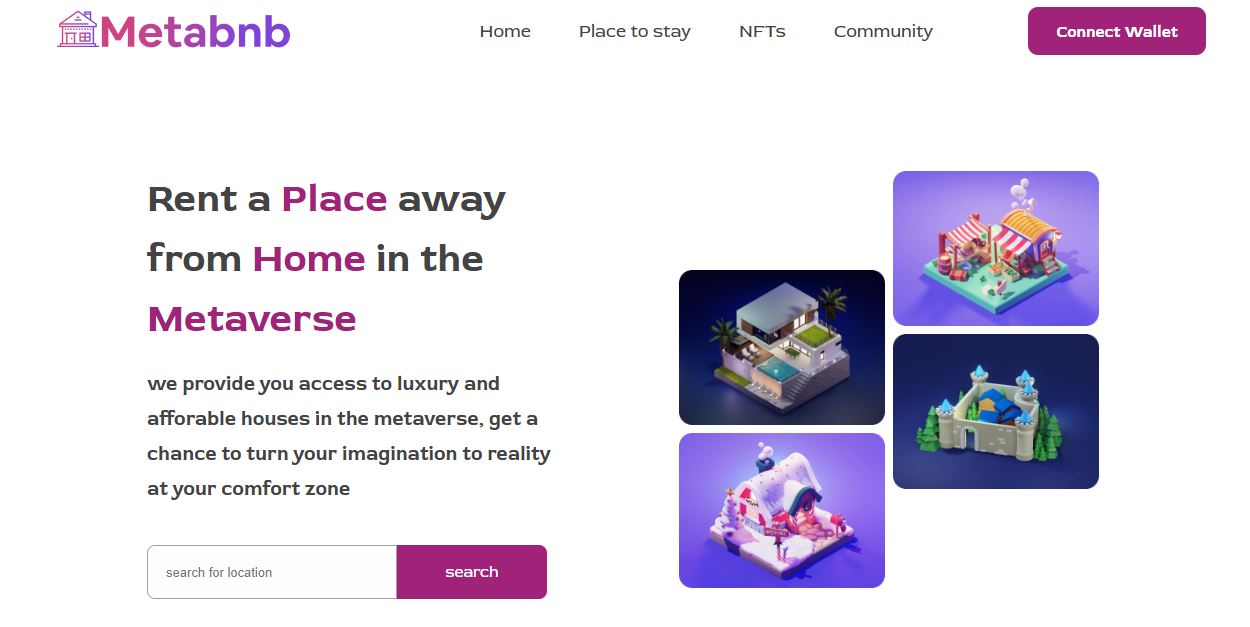 Metabnb
Home
Place to stay
NFTs
Community
Connect Wallet
Rent a Place away
from Home in the
Metaverse
we provide you access to luxury and
afforable houses in the metaverse, get a
chance to turn your imagination to reality
at your comfort zone
search for location
search